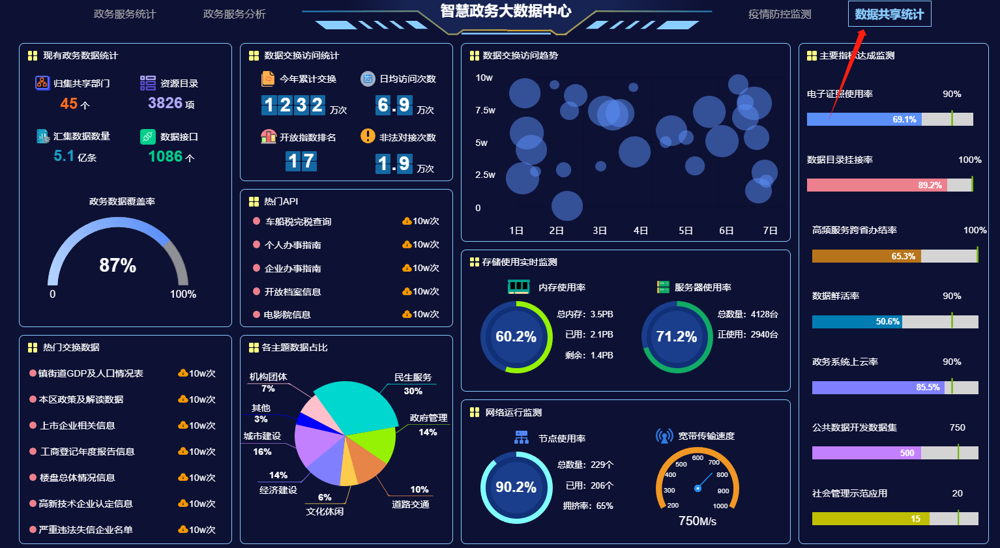 政务服务统计
政务服务分析
智慧政务大数据中心
疫情防控监测
数据共享统计
现有政务数据统计
归集共享部门
45 个
资源目录
3826 项
汇集数据数量
5.1 亿条
数据接口
1086 个
政务数据覆盖率
87%
0
100%
热门交换数据
镇街道GDP及人口情况表 10w次
本区政策及解读数据 10w次
上市企业相关信息 10w次
工商登记年度报告信息 10w次
楼盘总体情况信息 10w次
高新技术企业认定信息 10w次
严重违法失信企业名单 10w次
数据交换访问统计
今年累计交换
1232 万次
日均访问次数
6.9 万次
开放指数排名
17
非法对接次数
1.9 万次
热门API
车船税完税查询 10w次
个人办事指南 10w次
企业办事指南 10w次
开放档案信息 10w次
电影院信息 10w次
各主题数据占比
机构团体
7%
其他
3%
城市建设
16%
14%
经济建设
6%
文化休闲
10%
道路交通
政府管理
14%
民生服务
30%
数据交换访问趋势
10w
7.5w
5w
2.5w
0
1日 2日 3日 4日 5日 6日 7日
存储使用实时监测
内存使用率
60.2%
总内存：3.5PB
已用：2.1PB
剩余：1.4PB
服务器使用率
71.2%
总数量：4128台
正使用：2940台
网络运行监测
节点使用率
90.2%
总数量：229个
已用：206个
拥挤率：65%
宽带传输速度
200
300
400
500
600
700
800
900
1000
750M/s
主要指标达成监测
电子证照使用率 90%
69.1%
数据目录挂接率 100%
89.2%
高频服务跨省办结率 100%
65.3%
数据鲜活率 90%
50.6%
政务系统上云率 90%
85.5%
公共数据开发数据集 750
500
社会管理示范应用 20
15